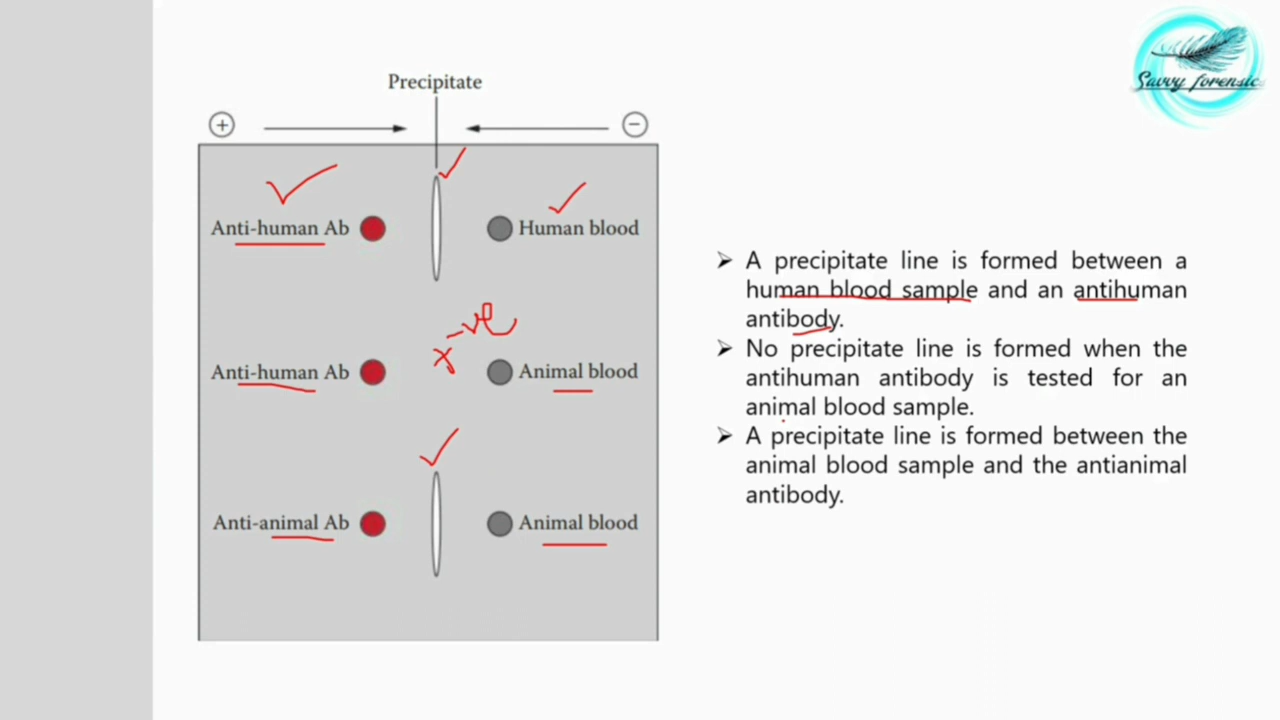 Savvy forensics
Precipitate
+ −
Anti-human Ab Human blood
-ve
x
Anti-human Ab Animal blood
Anti-animal Ab Animal blood
➢ A precipitate line is formed between a
human blood sample and an antihuman
antibody.
➢ No precipitate line is formed when the
antihuman antibody is tested for an
animal blood sample.
➢ A precipitate line is formed between the
animal blood sample and the antianimal
antibody.